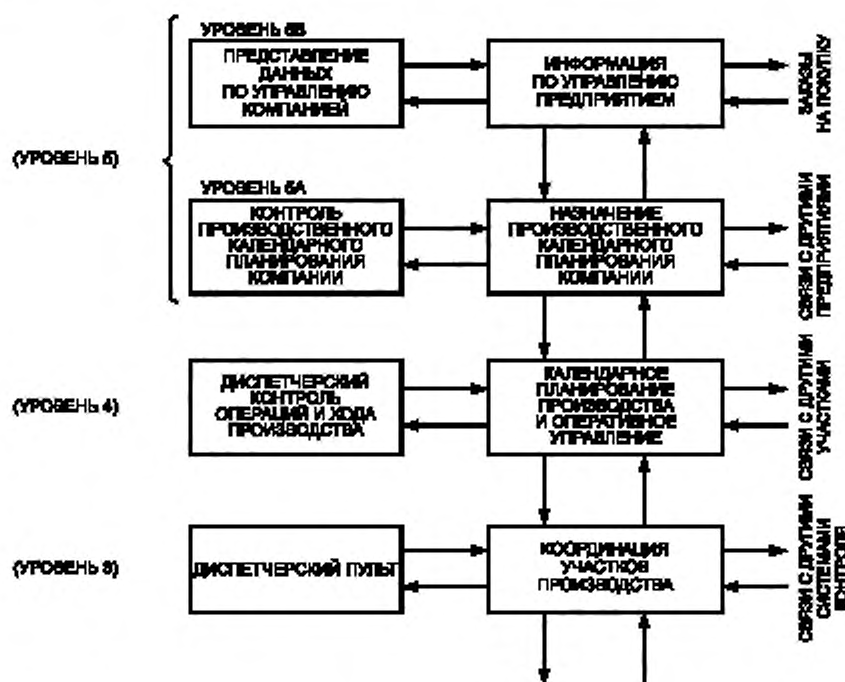 УРОВЕНЬ 5В
ПРЕДСТАВЛЕНИЕ
ДАННЫХ
ПО УПРАВЛЕНИЮ
КОМПАНИЕЙ
ИНФОРМАЦИЯ
ПО УПРАВЛЕНИЮ
ПРЕДПРИЯТИЕМ
ЗАКАЗЫ
НА ПОКУПКУ
(УРОВЕНЬ 5)
УРОВЕНЬ 5А
КОНТРОЛЬ
ПРОИЗВОДСТВЕННОГО
КАЛЕНДАРНОГО
ПЛАНИРОВАНИЯ
КОМПАНИИ
НАЗНАЧЕНИЕ
ПРОИЗВОДСТВЕННОГО
КАЛЕНДАРНОГО
ПЛАНИРОВАНИЯ
КОМПАНИИ
СВЯЗИ С ДРУГИМИ
ПРЕДПРИЯТИЯМИ
(УРОВЕНЬ 4)
ДИСПЕТЧЕРСКИЙ
КОНТРОЛЬ
ОПЕРАЦИЙ И ХОДА
ПРОИЗВОДСТВА
КАЛЕНДАРНОЕ
ПЛАНИРОВАНИЕ
ПРОИЗВОДСТВА
И ОПЕРАТИВНОЕ
УПРАВЛЕНИЕ
СВЯЗИ С ДРУГИМИ
УЧАСТКАМИ
(УРОВЕНЬ 3)
ДИСПЕТЧЕРСКИЙ ПУЛЬТ
КООРДИНАЦИЯ
УЧАСТКОВ
ПРОИЗВОДСТВА
СВЯЗИ С ДРУГИМИ
СИСТЕМАМИ
КОНТРОЛЯ